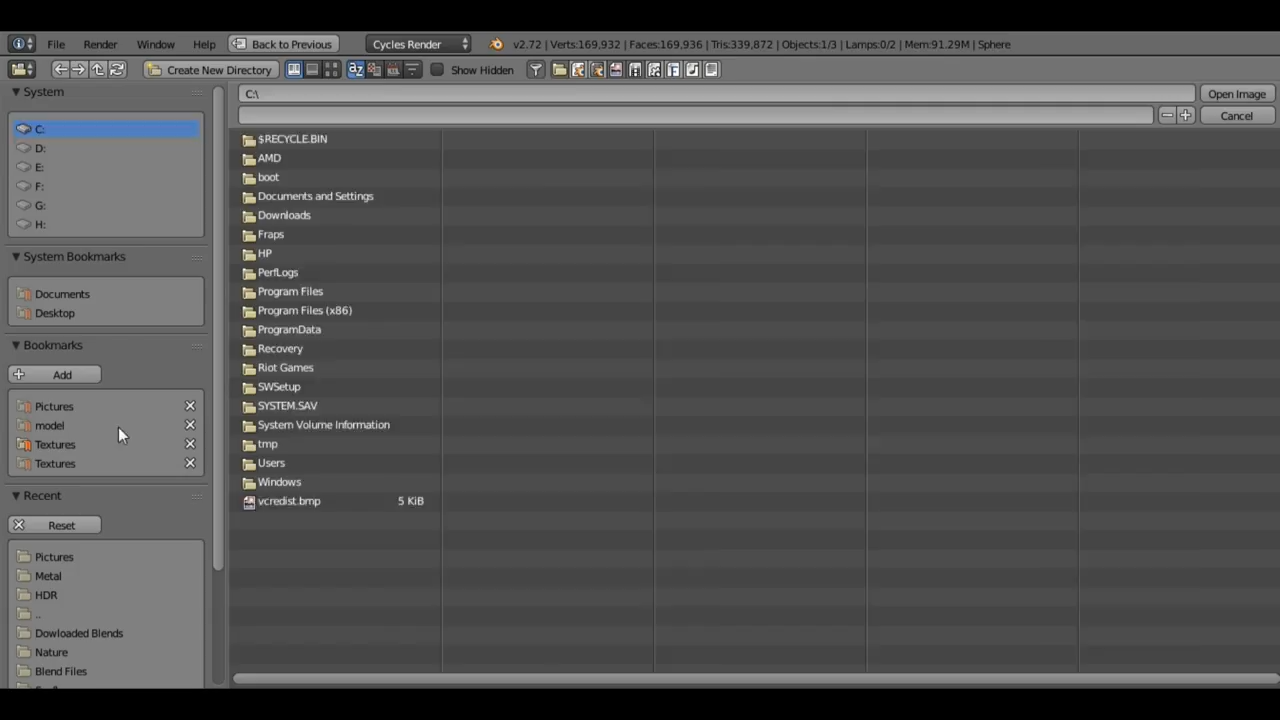 File Render Window Help Back to Previous Cycles Render v2.72 | Verts:169,932 | Faces:169,936 | Tris:339,872 | Objects:1/3 | Lamps:0/2 | Mem:91.29M | Sphere
Create New Directory Show Hidden
System
C:
D:
E:
F:
G:
H:
System Bookmarks
Documents
Desktop
Bookmarks
Add
Pictures
model
Textures
Textures
Recent
Reset
Pictures
Metal
HDR
..
Dowloaded Blends
Nature
Blend Files
C:\ Open Image
Cancel
$RECYCLE.BIN
AMD
boot
Documents and Settings
Downloads
Fraps
HP
PerfLogs
Program Files
Program Files (x86)
ProgramData
Recovery
Riot Games
SWSetup
SYSTEM.SAV
System Volume Information
tmp
Users
Windows
vcredist.bmp 5 KiB